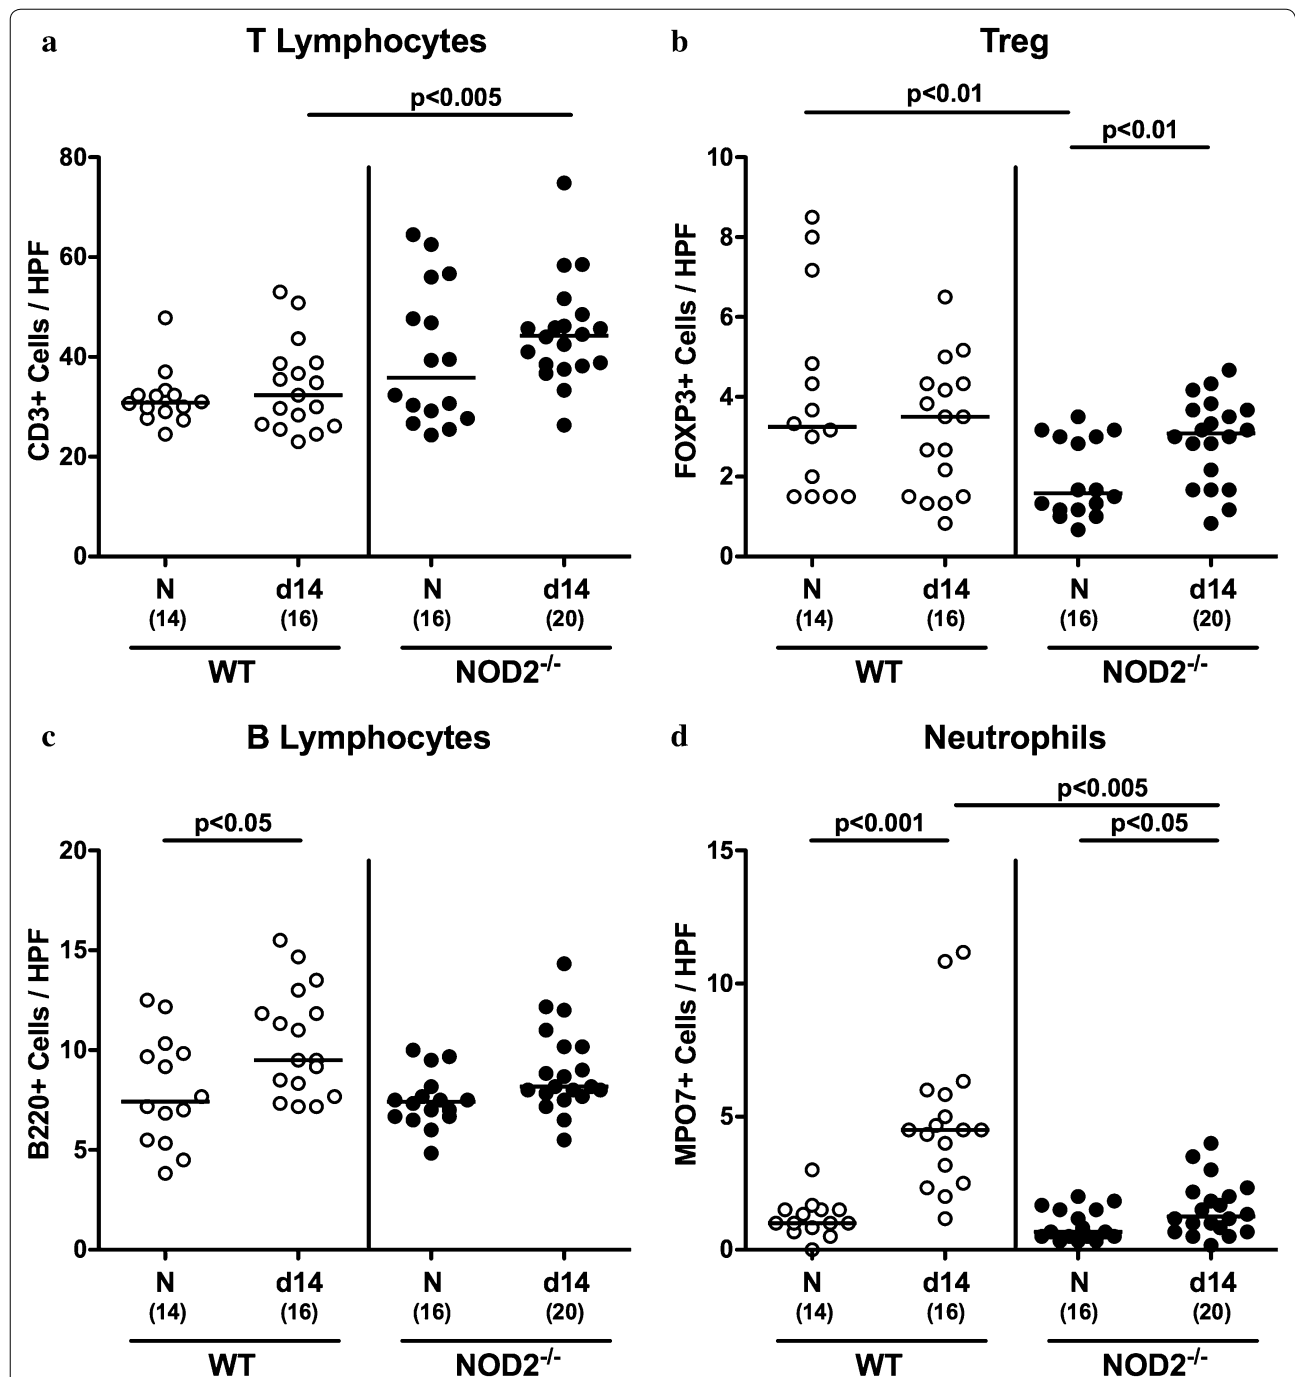 a T Lymphocytes
p<0.005
CD3+ Cells / HPF
80
60
40
20
0
N d14 N d14
(14) (16) (16) (20)
WT NOD2-/-
b Treg
p<0.01
p<0.01
FOXP3+ Cells / HPF
10
8
6
4
2
0
N d14 N d14
(14) (16) (16) (20)
WT NOD2-/-
c B Lymphocytes
p<0.05
B220+ Cells / HPF
20
15
10
5
0
N d14 N d14
(14) (16) (16) (20)
WT NOD2-/-
d Neutrophils
p<0.005
p<0.001 p<0.05
MPO7+ Cells / HPF
15
10
5
0
N d14 N d14
(14) (16) (16) (20)
WT NOD2-/-